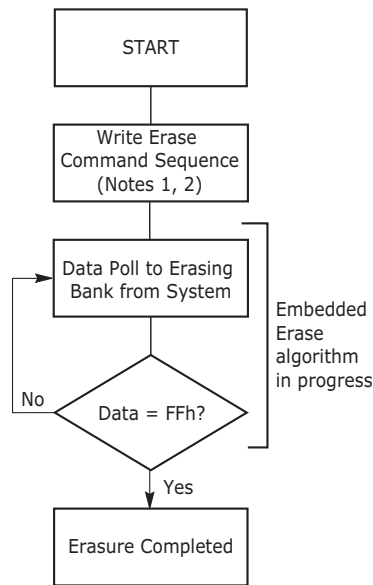 START
Write Erase
Command Sequence
(Notes 1, 2)
Data Poll to Erasing
Bank from System
Embedded
Erase
algorithm
in progress
No
Data = FFh?
Yes
Erasure Completed